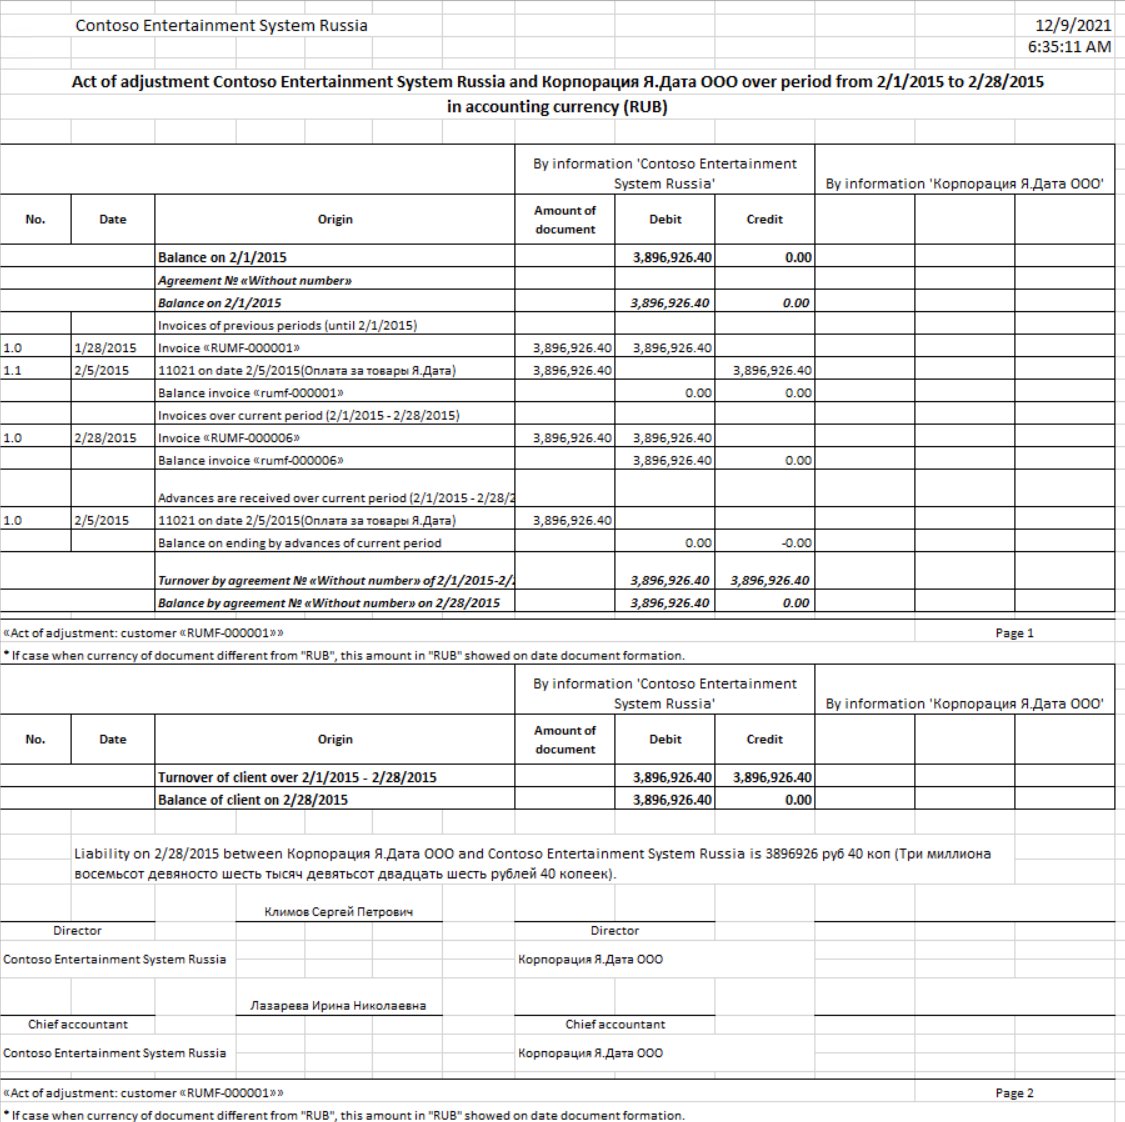 Contoso Entertainment System Russia 12/9/2021
6:35:11 AM
Act of adjustment Contoso Entertainment System Russia and Корпорация Я.Дата ООО over period from 2/1/2015 to 2/28/2015
in accounting currency (RUB)
By information 'Contoso Entertainment
System Russia' By information 'Корпорация Я.Дата ООО'
No. Date Origin Amount of document Debit Credit
Balance on 2/1/2015 3,896,926.40 0.00
Agreement № «Without number»
Balance on 2/1/2015 3,896,926.40 0.00
Invoices of previous periods (until 2/1/2015)
1.0 1/28/2015 Invoice «RUMF-000001» 3,896,926.40 3,896,926.40
1.1 2/5/2015 11021 on date 2/5/2015(Оплата за товары Я.Дата) 3,896,926.40 3,896,926.40
Balance invoice «rumf-000001» 0.00 0.00
Invoices over current period (2/1/2015 - 2/28/2015)
1.0 2/28/2015 Invoice «RUMF-000006» 3,896,926.40 3,896,926.40
Balance invoice «rumf-000006» 3,896,926.40 0.00
Advances are received over current period (2/1/2015 - 2/28/2
1.0 2/5/2015 11021 on date 2/5/2015(Оплата за товары Я.Дата) 3,896,926.40
Balance on ending by advances of current period 0.00 -0.00
Turnover by agreement № «Without number» of 2/1/2015-2/2 3,896,926.40 3,896,926.40
Balance by agreement № «Without number» on 2/28/2015 3,896,926.40 0.00
«Act of adjustment: customer «RUMF-000001»» Page 1
* If case when currency of document different from "RUB", this amount in "RUB" showed on date document formation.
By information 'Contoso Entertainment
System Russia' By information 'Корпорация Я.Дата ООО'
No. Date Origin Amount of document Debit Credit
Turnover of client over 2/1/2015 - 2/28/2015 3,896,926.40 3,896,926.40
Balance of client on 2/28/2015 3,896,926.40 0.00
Liability on 2/28/2015 between Корпорация Я.Дата ООО and Contoso Entertainment System Russia is 3896926 руб 40 коп (Три миллиона
восемьсот девяносто шесть тысяч девятьсот двадцать шесть рублей 40 копеек).
Климов Сергей Петрович
Director Director
Contoso Entertainment System Russia Корпорация Я.Дата ООО
Лазарева Ирина Николаевна
Chief accountant Chief accountant
Contoso Entertainment System Russia Корпорация Я.Дата ООО
«Act of adjustment: customer «RUMF-000001»» Page 2
* If case when currency of document different from "RUB", this amount in "RUB" showed on date document formation.